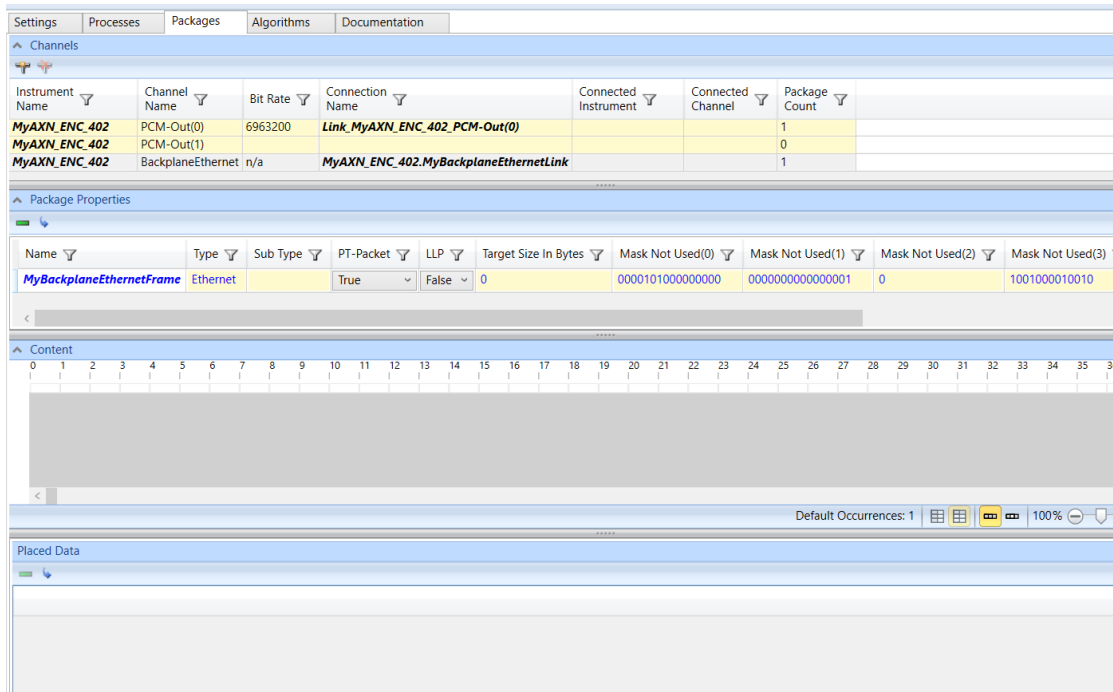 Settings Processes Packages Algorithms Documentation
Channels
Instrument Name Channel Name Bit Rate Connection Name Connected Instrument Connected Channel Package Count
MyAXN_ENC_402 PCM-Out(0) 6963200 Link_MyAXN_ENC_402_PCM-Out(0) 1
MyAXN_ENC_402 PCM-Out(1) 0
MyAXN_ENC_402 BackplaneEthernet n/a MyAXN_ENC_402.MyBackplaneEthernetLink 1
Package Properties
Name Type Sub Type PT-Packet LLP Target Size In Bytes Mask Not Used(0) Mask Not Used(1) Mask Not Used(2) Mask Not Used(3)
MyBackplaneEthernetFrame Ethernet True False 0 0000101000000000 0000000000000001 0 1001000010010
Content
0 1 2 3 4 5 6 7 8 9 10 11 12 13 14 15 16 17 18 19 20 21 22 23 24 25 26 27 28 29 30 31 32 33 34 35
Default Occurrences: 1 100%
Placed Data